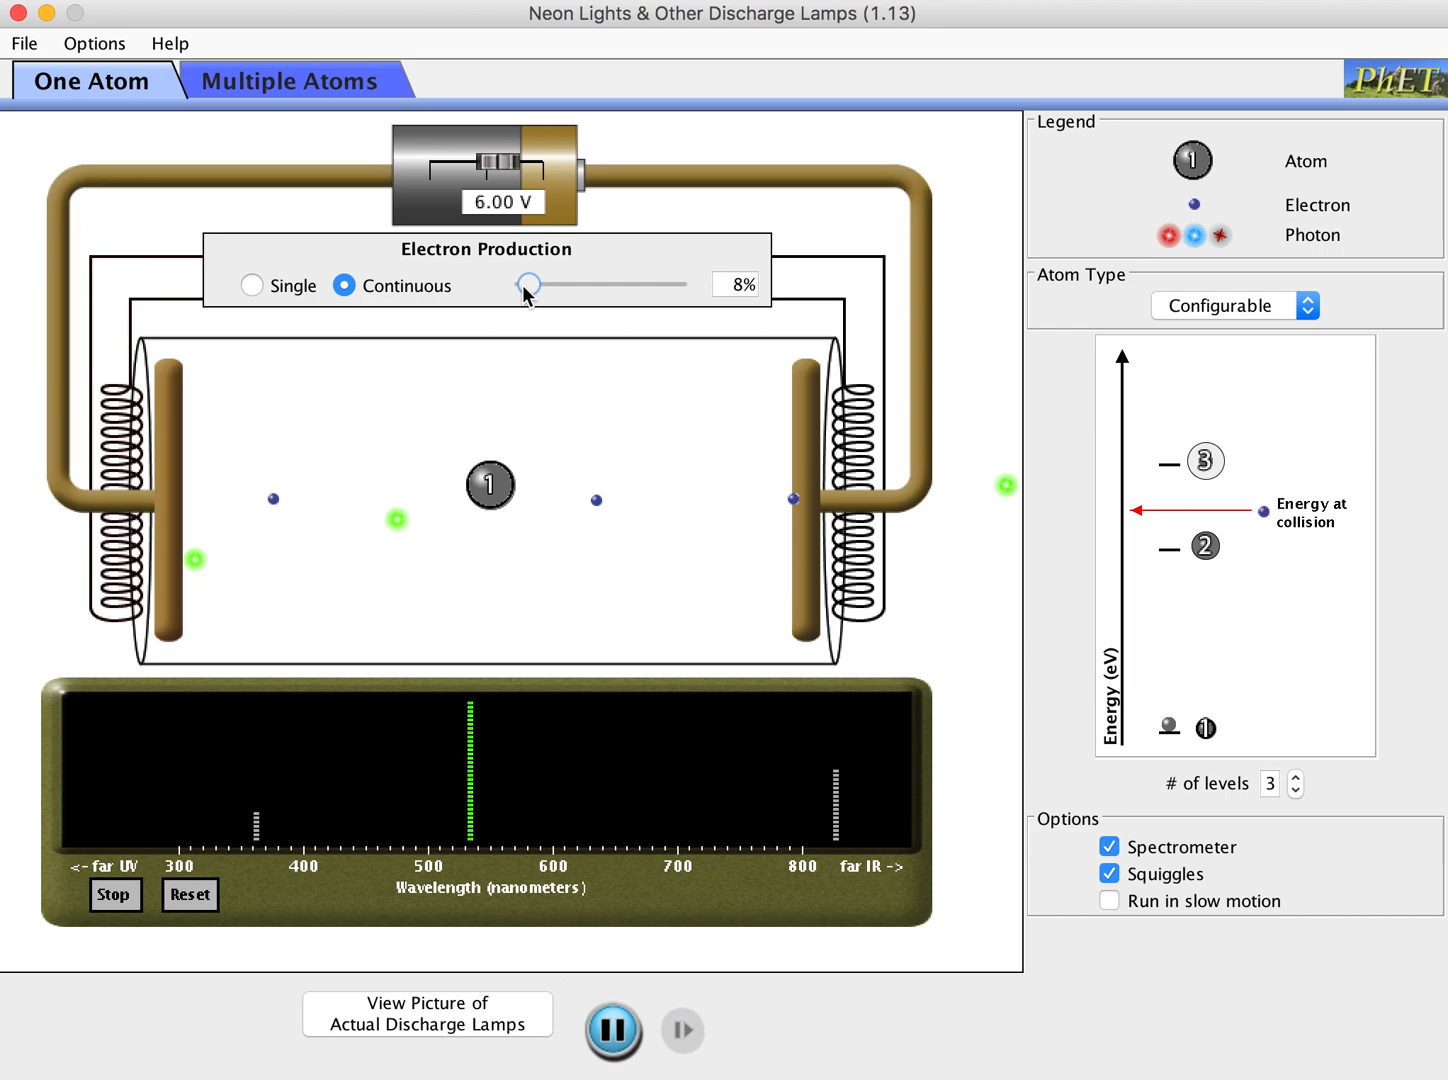 Neon Lights & Other Discharge Lamps (1.13)
File Options Help
One Atom Multiple Atoms
PhET
6.00 V
Electron Production
Single Continuous 8%
1
<- far UV 300 400 500 600 700 800 far IR ->
Wavelength (nanometers)
Stop Reset
View Picture of
Actual Discharge Lamps
Legend
1 Atom
Electron
Photon
Atom Type
Configurable
3
Energy at
collision
2
Energy (eV)
1
# of levels 3
Options
Spectrometer
Squiggles
Run in slow motion